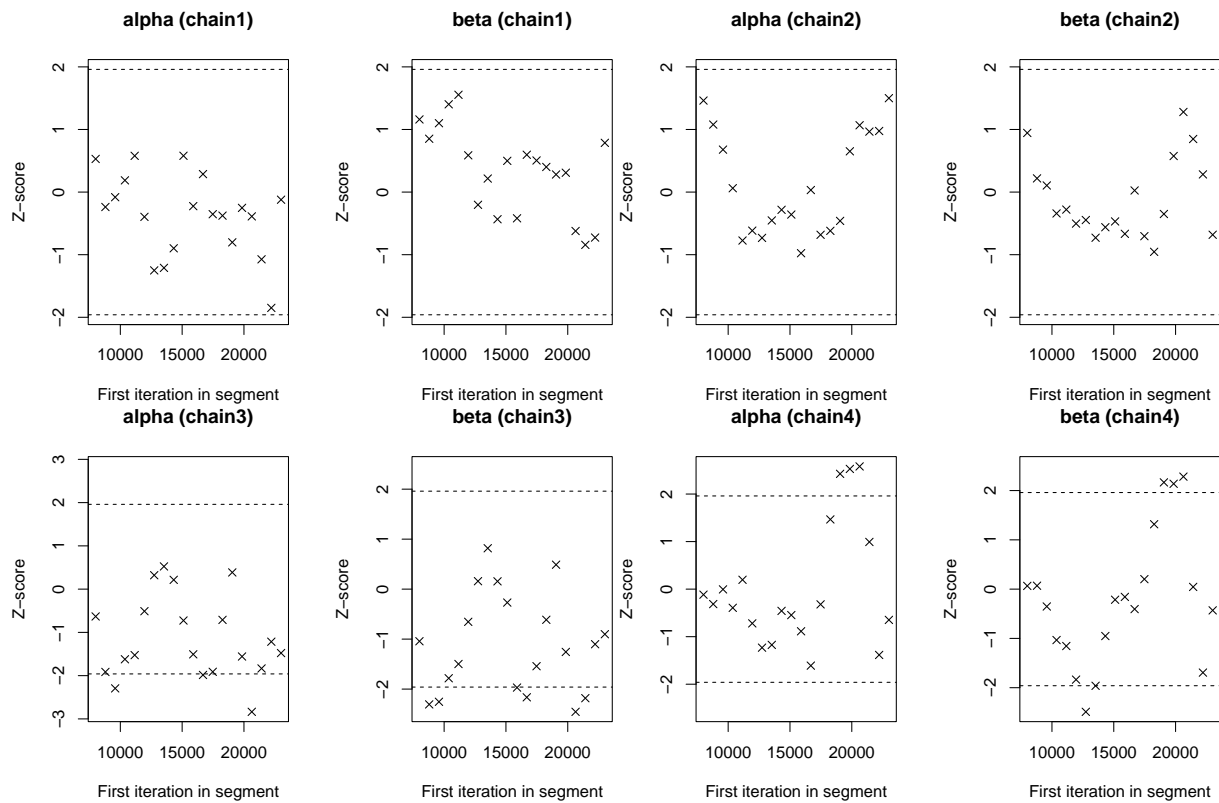 alpha (chain1)
Z−score
2
1
0
−1
−2
10000 15000 20000
First iteration in segment
beta (chain1)
Z−score
2
1
0
−1
−2
10000 15000 20000
First iteration in segment
alpha (chain2)
Z−score
2
1
0
−1
−2
10000 15000 20000
First iteration in segment
beta (chain2)
Z−score
2
1
0
−1
−2
10000 15000 20000
First iteration in segment
alpha (chain3)
Z−score
3
2
1
0
−1
−2
−3
10000 15000 20000
First iteration in segment
beta (chain3)
Z−score
2
1
0
−1
−2
10000 15000 20000
First iteration in segment
alpha (chain4)
Z−score
2
1
0
−1
−2
10000 15000 20000
First iteration in segment
beta (chain4)
Z−score
2
1
0
−1
−2
10000 15000 20000
First iteration in segment